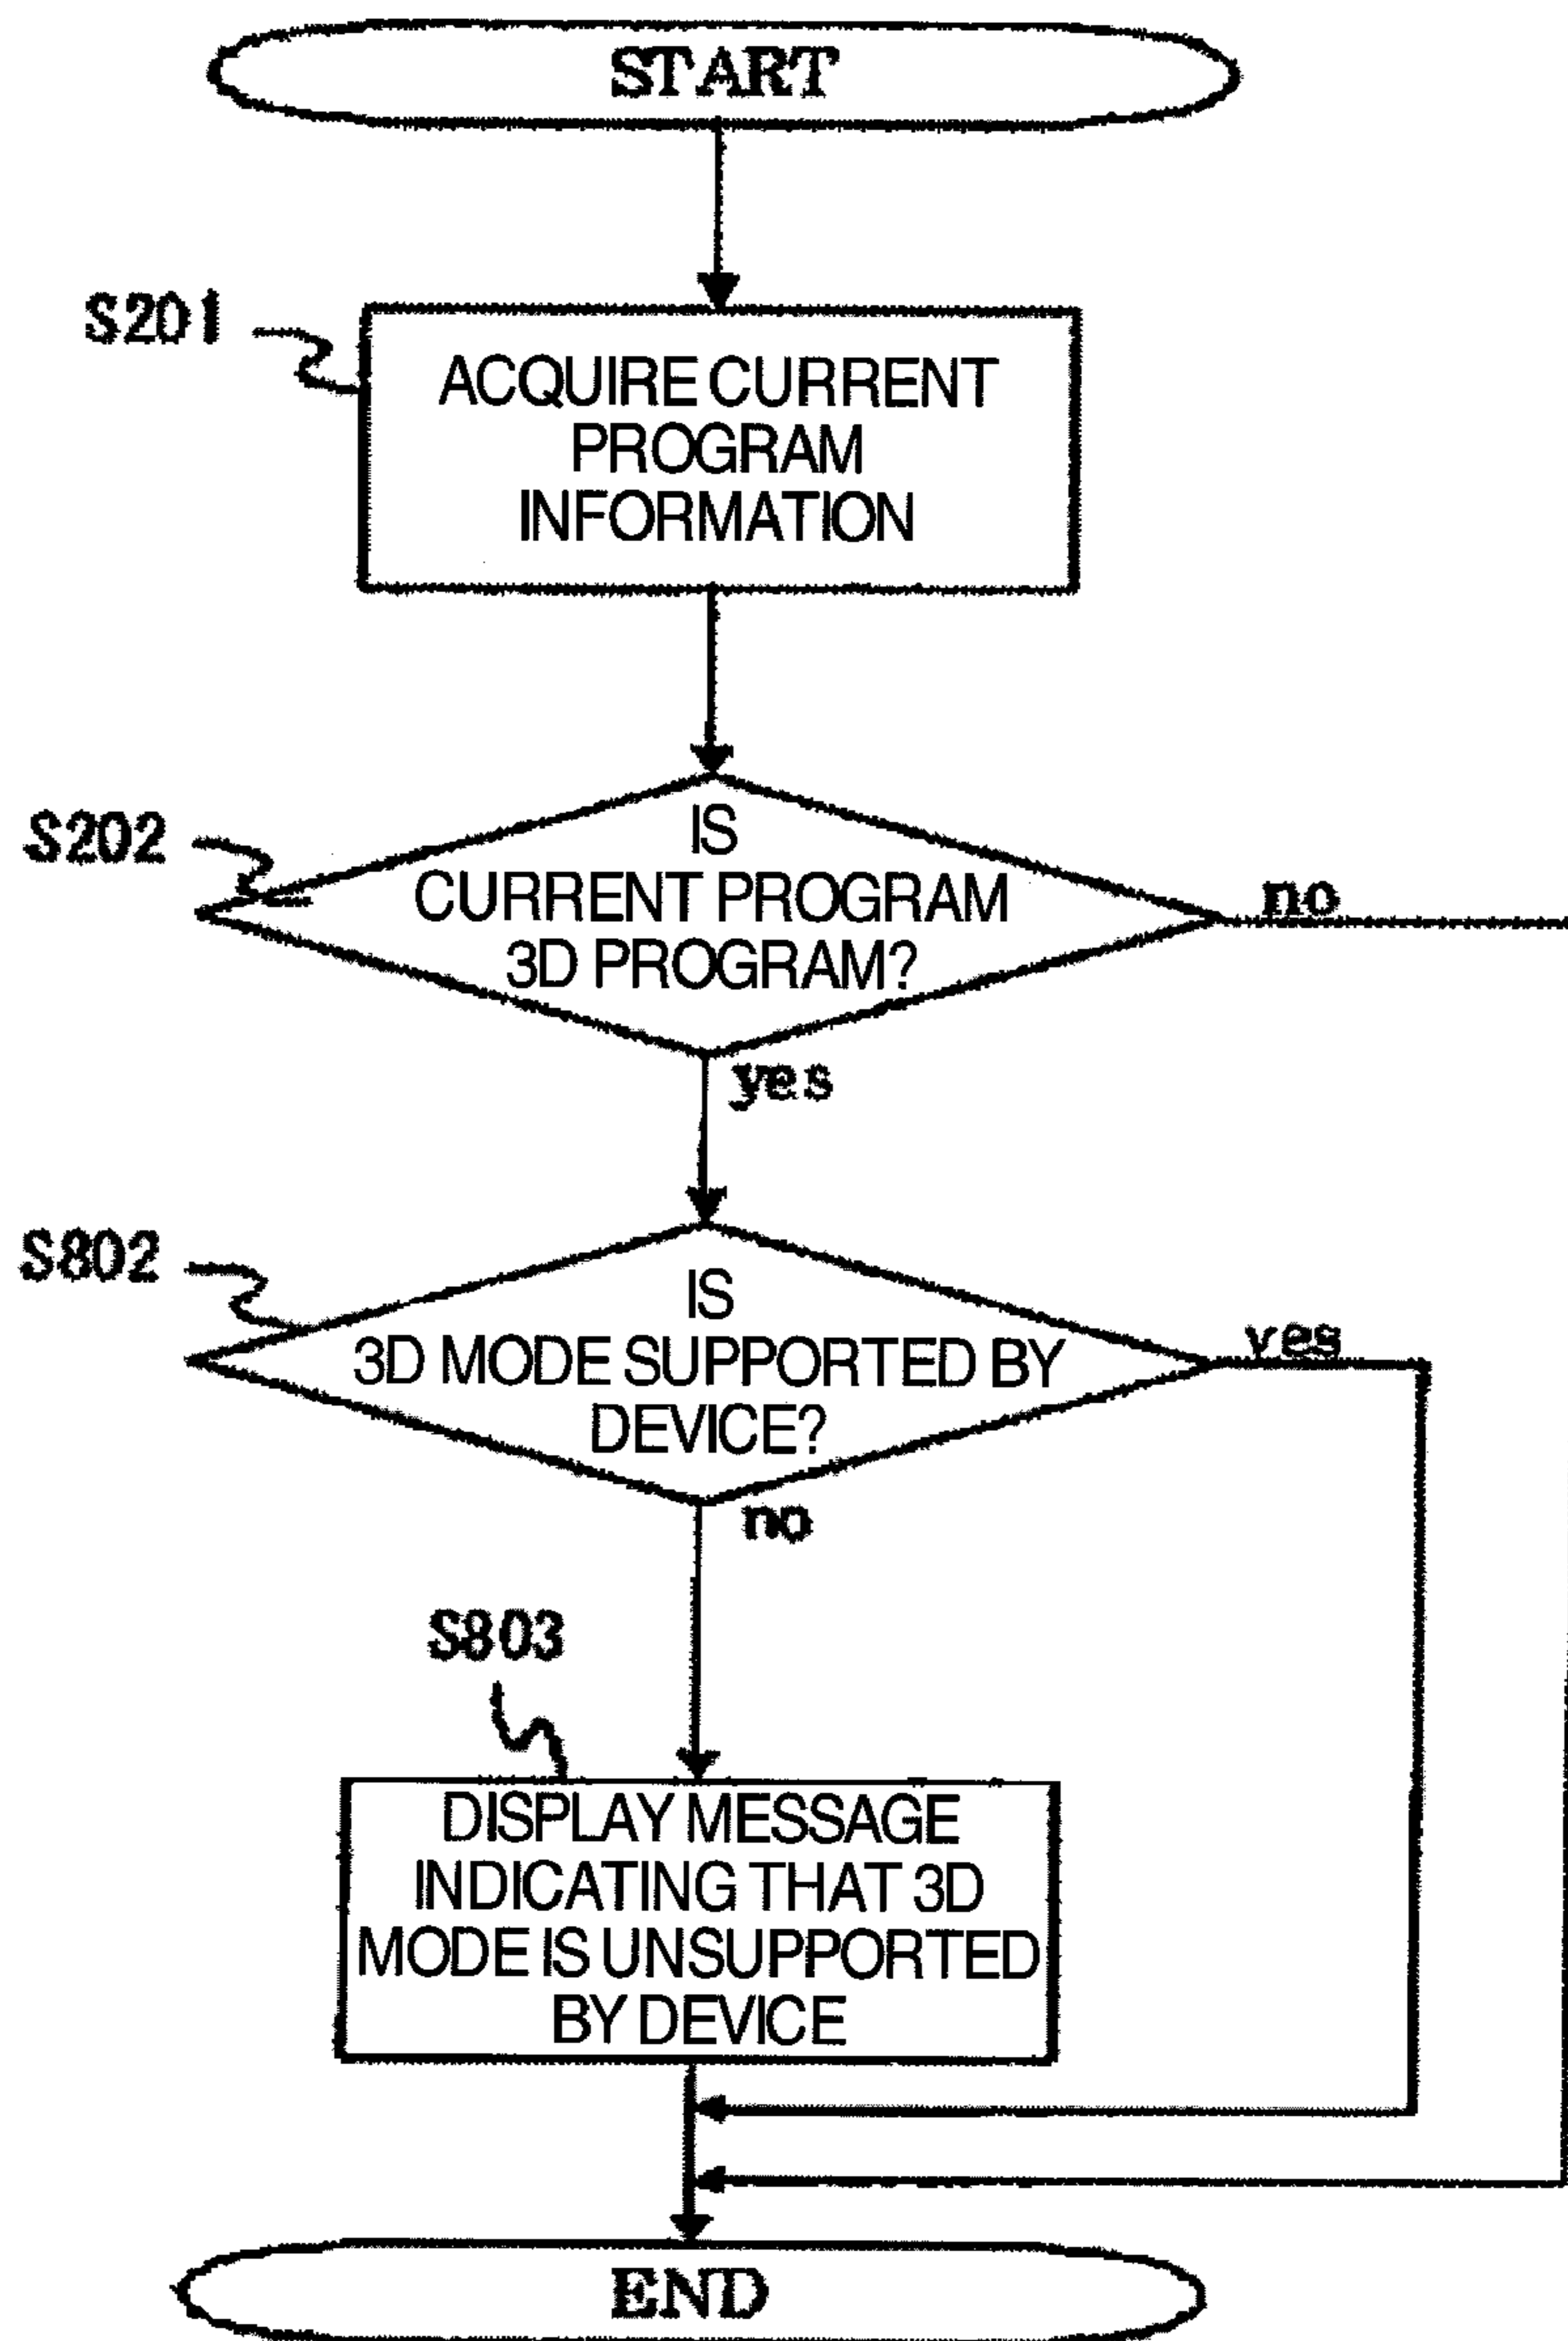 START
S201
ACQUIRE CURRENT
PROGRAM
INFORMATION
S202
IS
CURRENT PROGRAM
3D PROGRAM?
no
yes
S802
IS
3D MODE SUPPORTED BY
DEVICE?
yes
no
S803
DISPLAY MESSAGE
INDICATING THAT 3D
MODE IS UNSUPPORTED
BY DEVICE
END